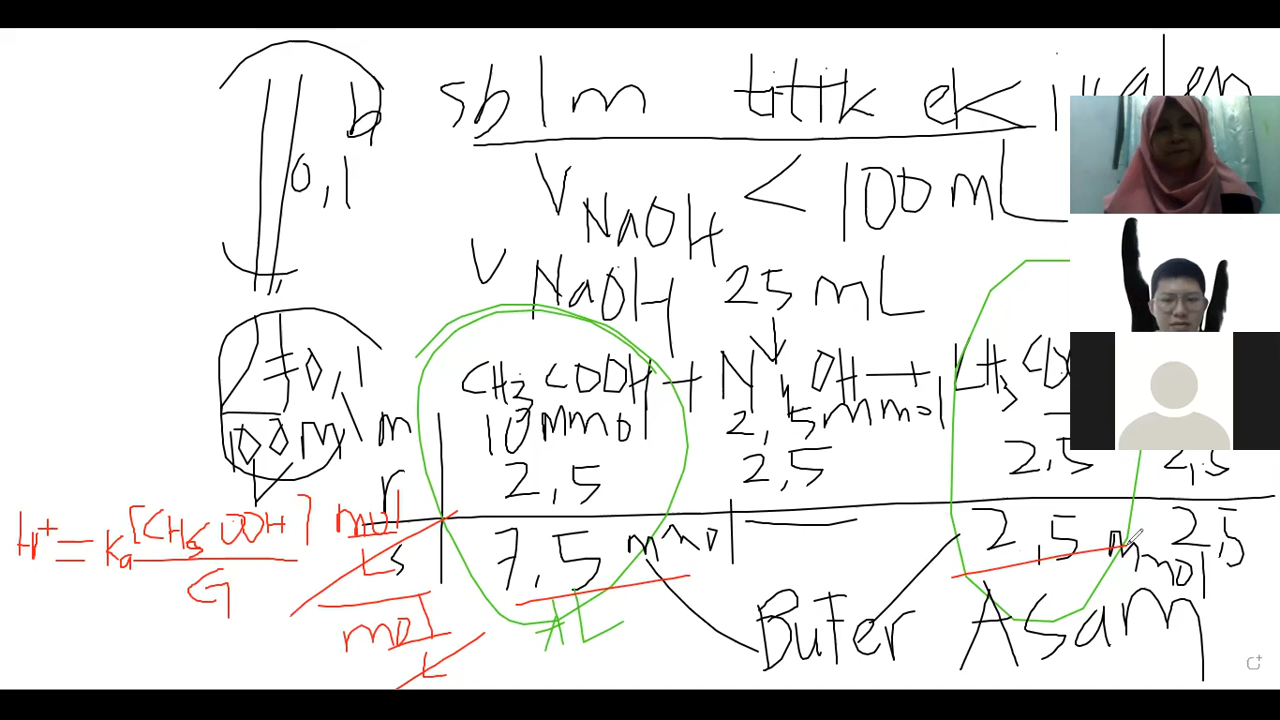 sblm titik ekivalen
b
0,1
V NaOH < 100 mL
V NaOH 25 mL
= 0,1
100 mL
CH3COOH + NaOH → CH3CO
m 10 mmol 2,5 mmol
r 2,5 2,5 2,5 2,5
s 7,5 mmol 2,5 mmol 2,5
H+ = Ka [CH3COOH] / G
mol
L
mol
L
AL
Bufer Asam